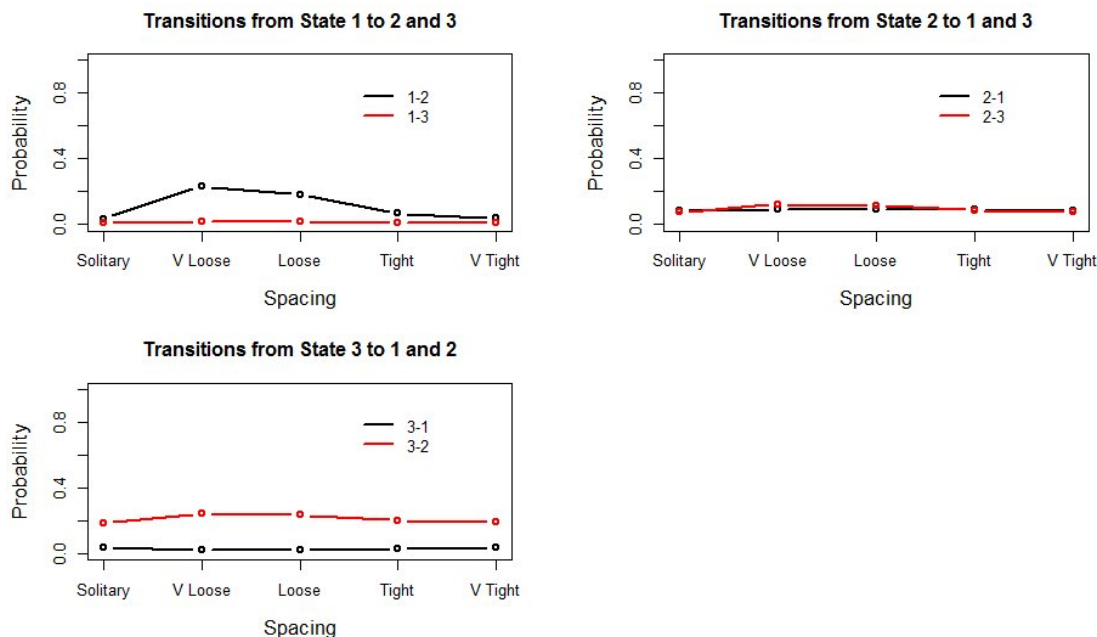 Transitions from State 1 to 2 and 3
Probability
0.0 0.4 0.8
1-2
1-3
Solitary V Loose Loose Tight V Tight
Spacing
Transitions from State 2 to 1 and 3
Probability
0.0 0.4 0.8
2-1
2-3
Solitary V Loose Loose Tight V Tight
Spacing
Transitions from State 3 to 1 and 2
Probability
0.0 0.4 0.8
3-1
3-2
Solitary V Loose Loose Tight V Tight
Spacing